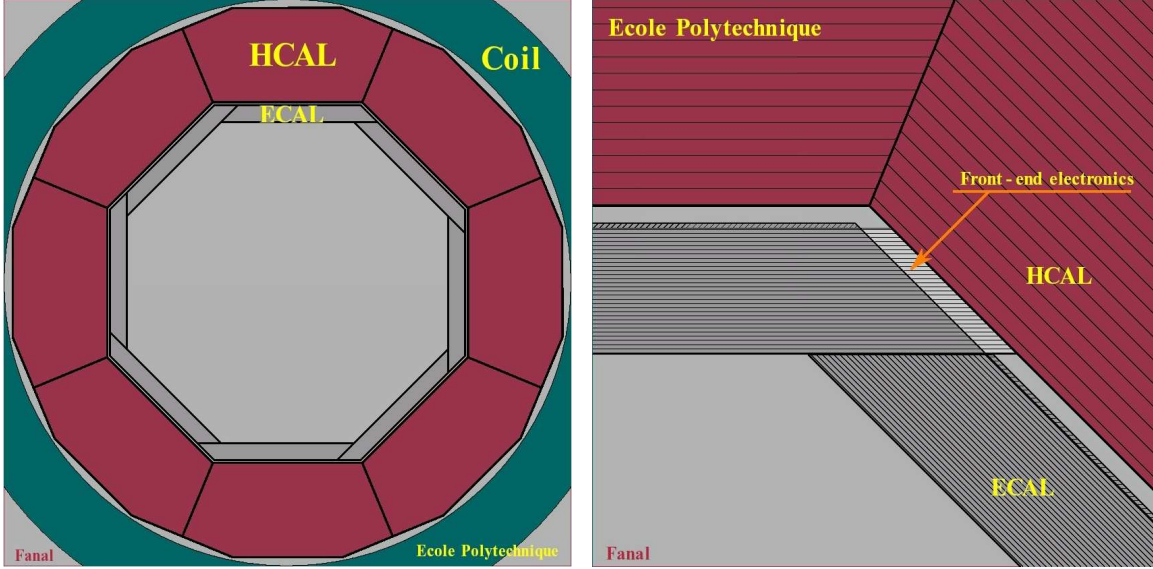 HCAL
Coil
ECAL
Fanal
Ecole Polytechnique
Ecole Polytechnique
Front - end electronics
HCAL
ECAL
Fanal